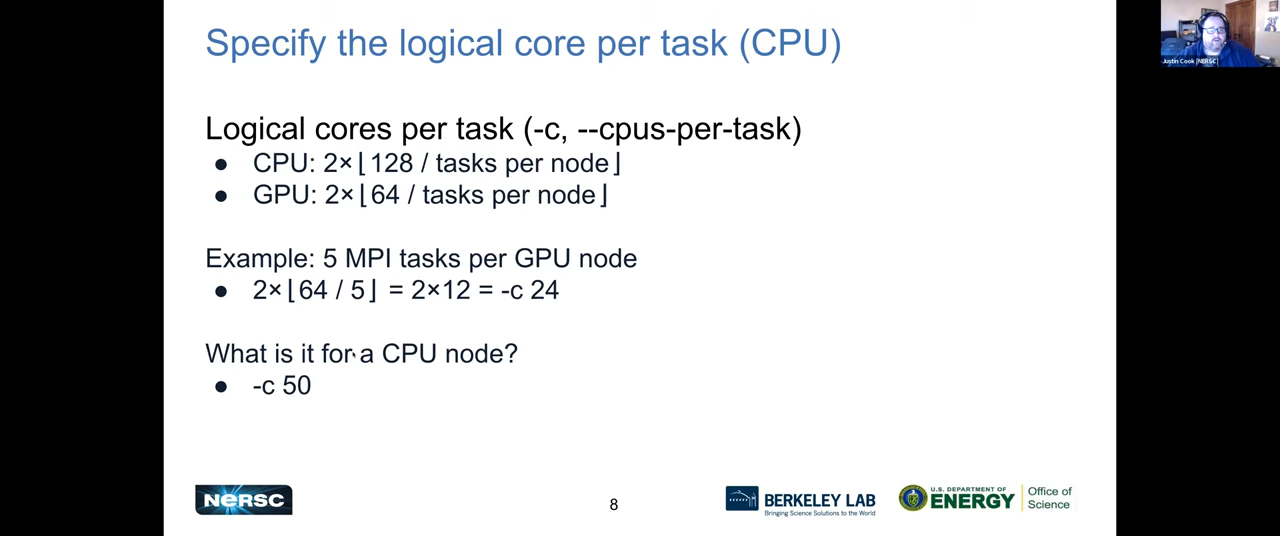 Specify the logical core per task (CPU)
Justin Cook [NERSC]
Logical cores per task (-c, --cpus-per-task)
● CPU: 2×⌊128 / tasks per node⌋
● GPU: 2×⌊64 / tasks per node⌋
Example: 5 MPI tasks per GPU node
● 2×⌊64 / 5⌋ = 2×12 = -c 24
What is it for a CPU node?
● -c 50
NERSC
8
BERKELEY LAB
Bringing Science Solutions to the World
U.S. DEPARTMENT OF
ENERGY
Office of
Science